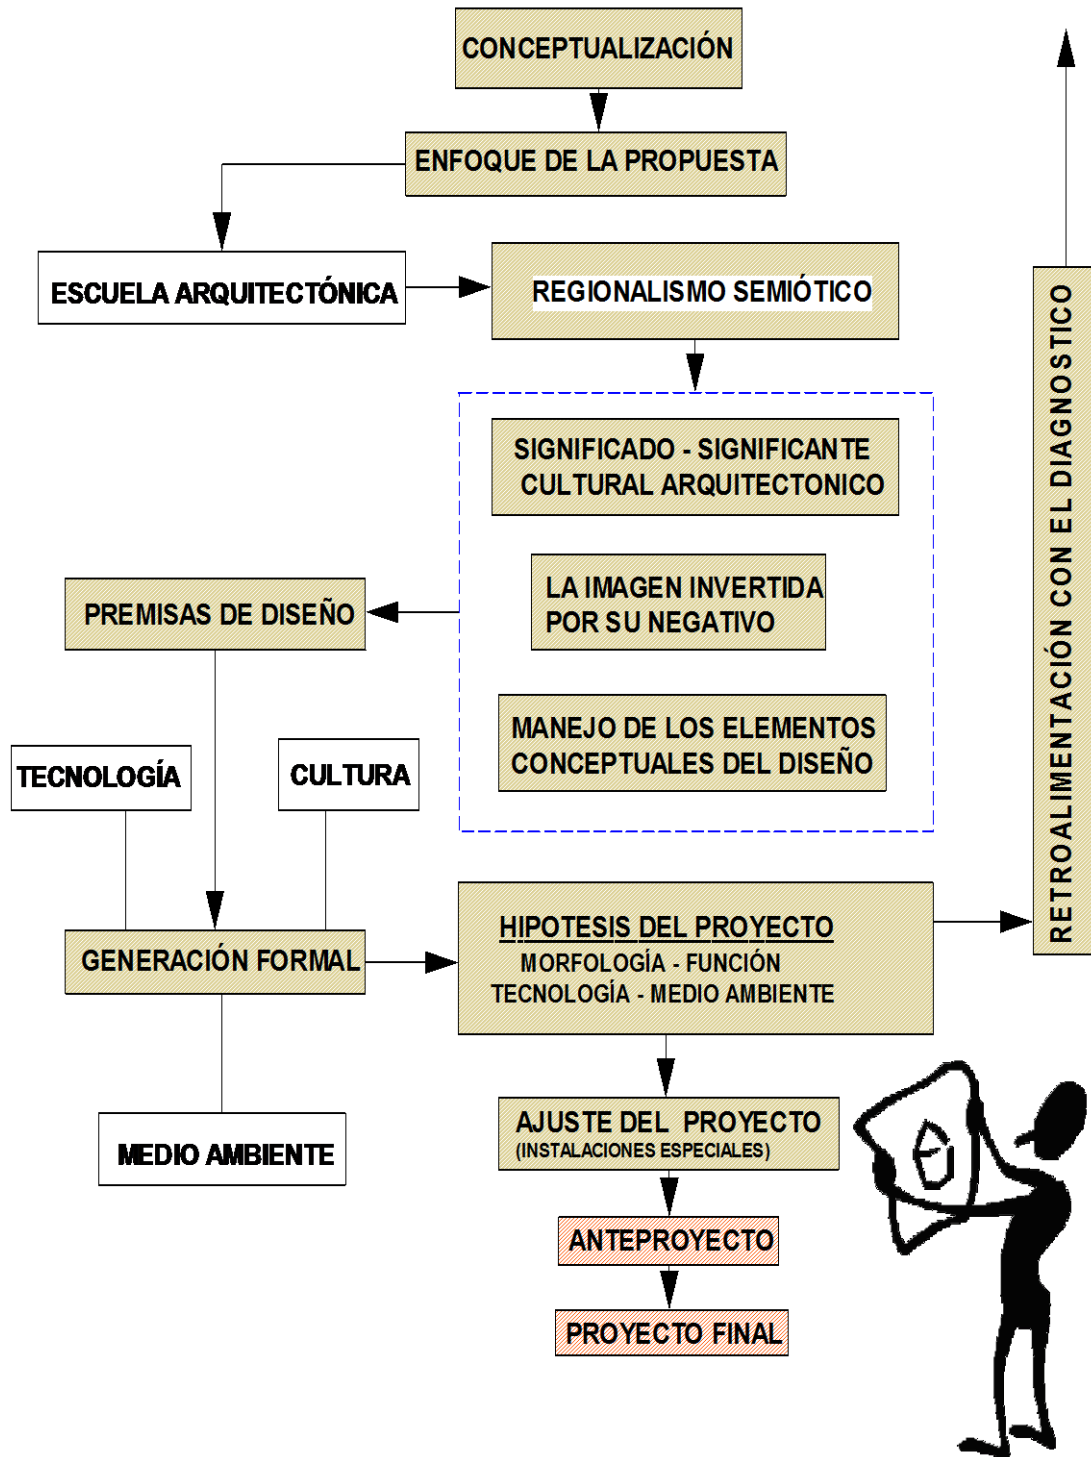 CONCEPTUALIZACIÓN
ENFOQUE DE LA PROPUESTA
ESCUELA ARQUITECTÓNICA
REGIONALISMO SEMIÓTICO
SIGNIFICADO - SIGNIFICANTE
CULTURAL ARQUITECTONICO
LA IMAGEN INVERTIDA
POR SU NEGATIVO
MANEJO DE LOS ELEMENTOS
CONCEPTUALES DEL DISEÑO
PREMISAS DE DISEÑO
TECNOLOGÍA
CULTURA
GENERACIÓN FORMAL
MEDIO AMBIENTE
HIPOTESIS DEL PROYECTO
MORFOLOGÍA - FUNCIÓN
TECNOLOGÍA - MEDIO AMBIENTE
RETROALIMENTACIÓN CON EL DIAGNOSTICO
AJUSTE DEL PROYECTO
(INSTALACIONES ESPECIALES)
ANTEPROYECTO
PROYECTO FINAL